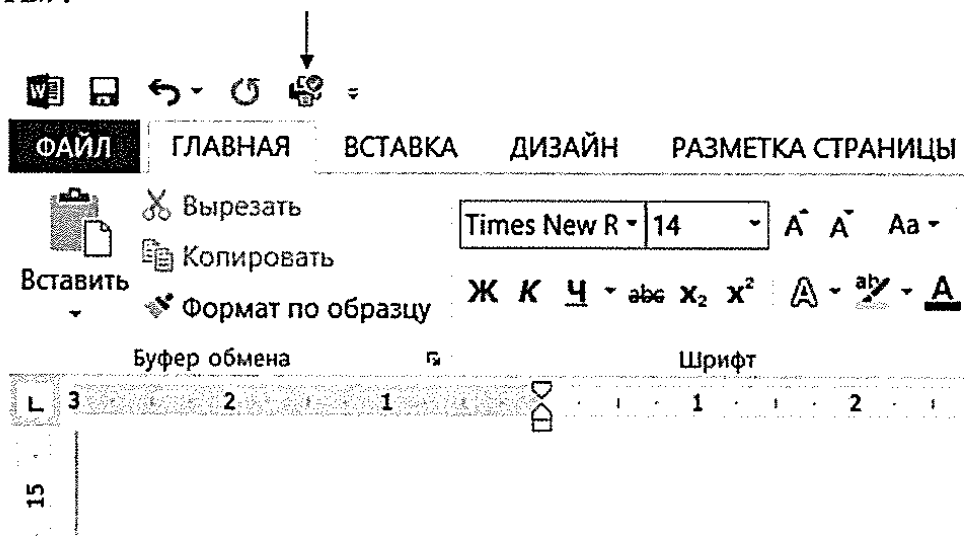 ФАЙЛ ГЛАВНАЯ ВСТАВКА ДИЗАЙН РАЗМЕТКА СТРАНИЦЫ
Вырезать
Times New R 14 A A Aa
Копировать
Вставить
Ж К Ч abc X₂ X² A aby A
Формат по образцу
Буфер обмена Шрифт
L 3 2 1 1 2
15